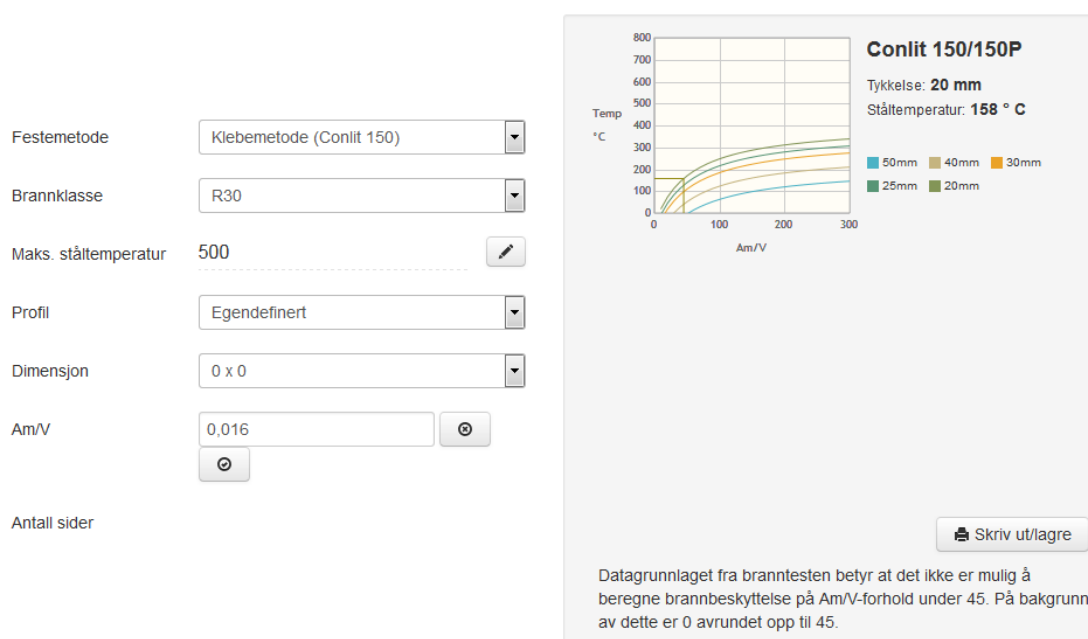 Festemetode
Klebemetode (Conlit 150)
Brannklasse
R30
Maks. ståltemperatur
500
Profil
Egendefinert
Dimensjon
0 x 0
Am/V
0,016
Antall sider
800
700
600
500
400
300
200
100
0
Temp
°C
0 100 200 300
Am/V
Conlit 150/150P
Tykkelse: 20 mm
Ståltemperatur: 158 ° C
50mm 40mm 30mm
25mm 20mm
Skriv ut/lagre
Datagrunnlaget fra branntesten betyr at det ikke er mulig å
beregne brannbeskyttelse på Am/V-forhold under 45. På bakgrunn
av dette er 0 avrundet opp til 45.